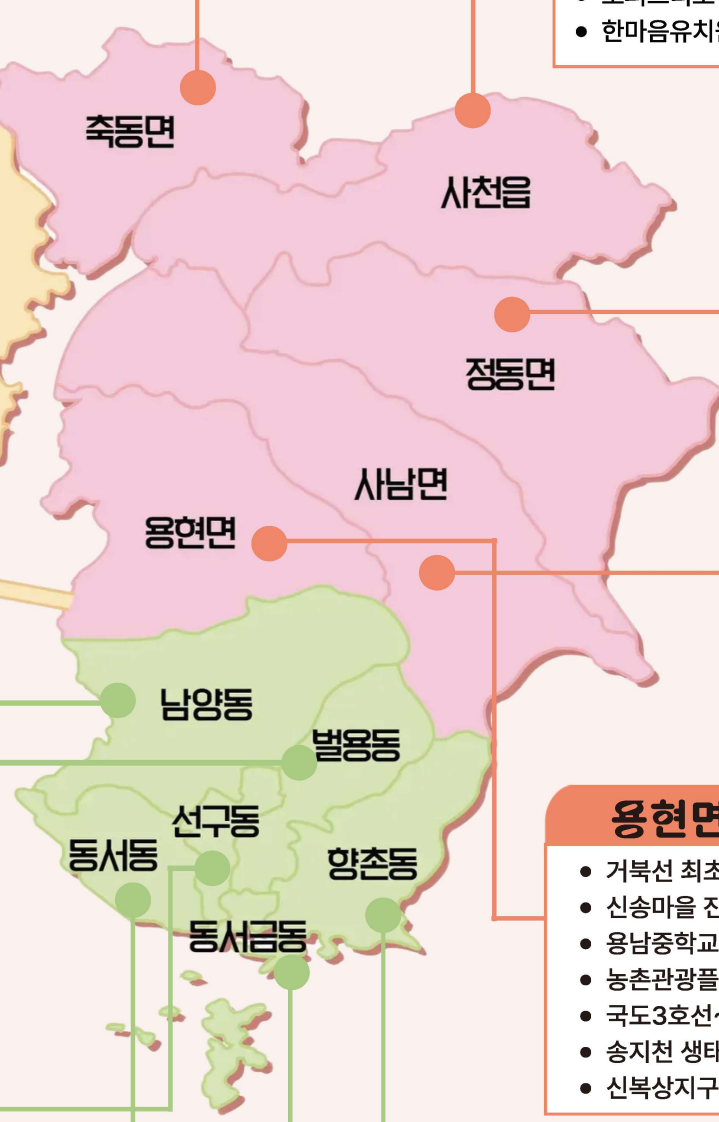 한마음유치
축동면
사천읍
정동면
사남면
용현면
남양동
벌용동
선구동
동서동
향촌동
동서금동
용현면
거북선 최초
신송마을 진
용남중학교
농촌관광플
국도3호선~
송지천 생태
신복상지구